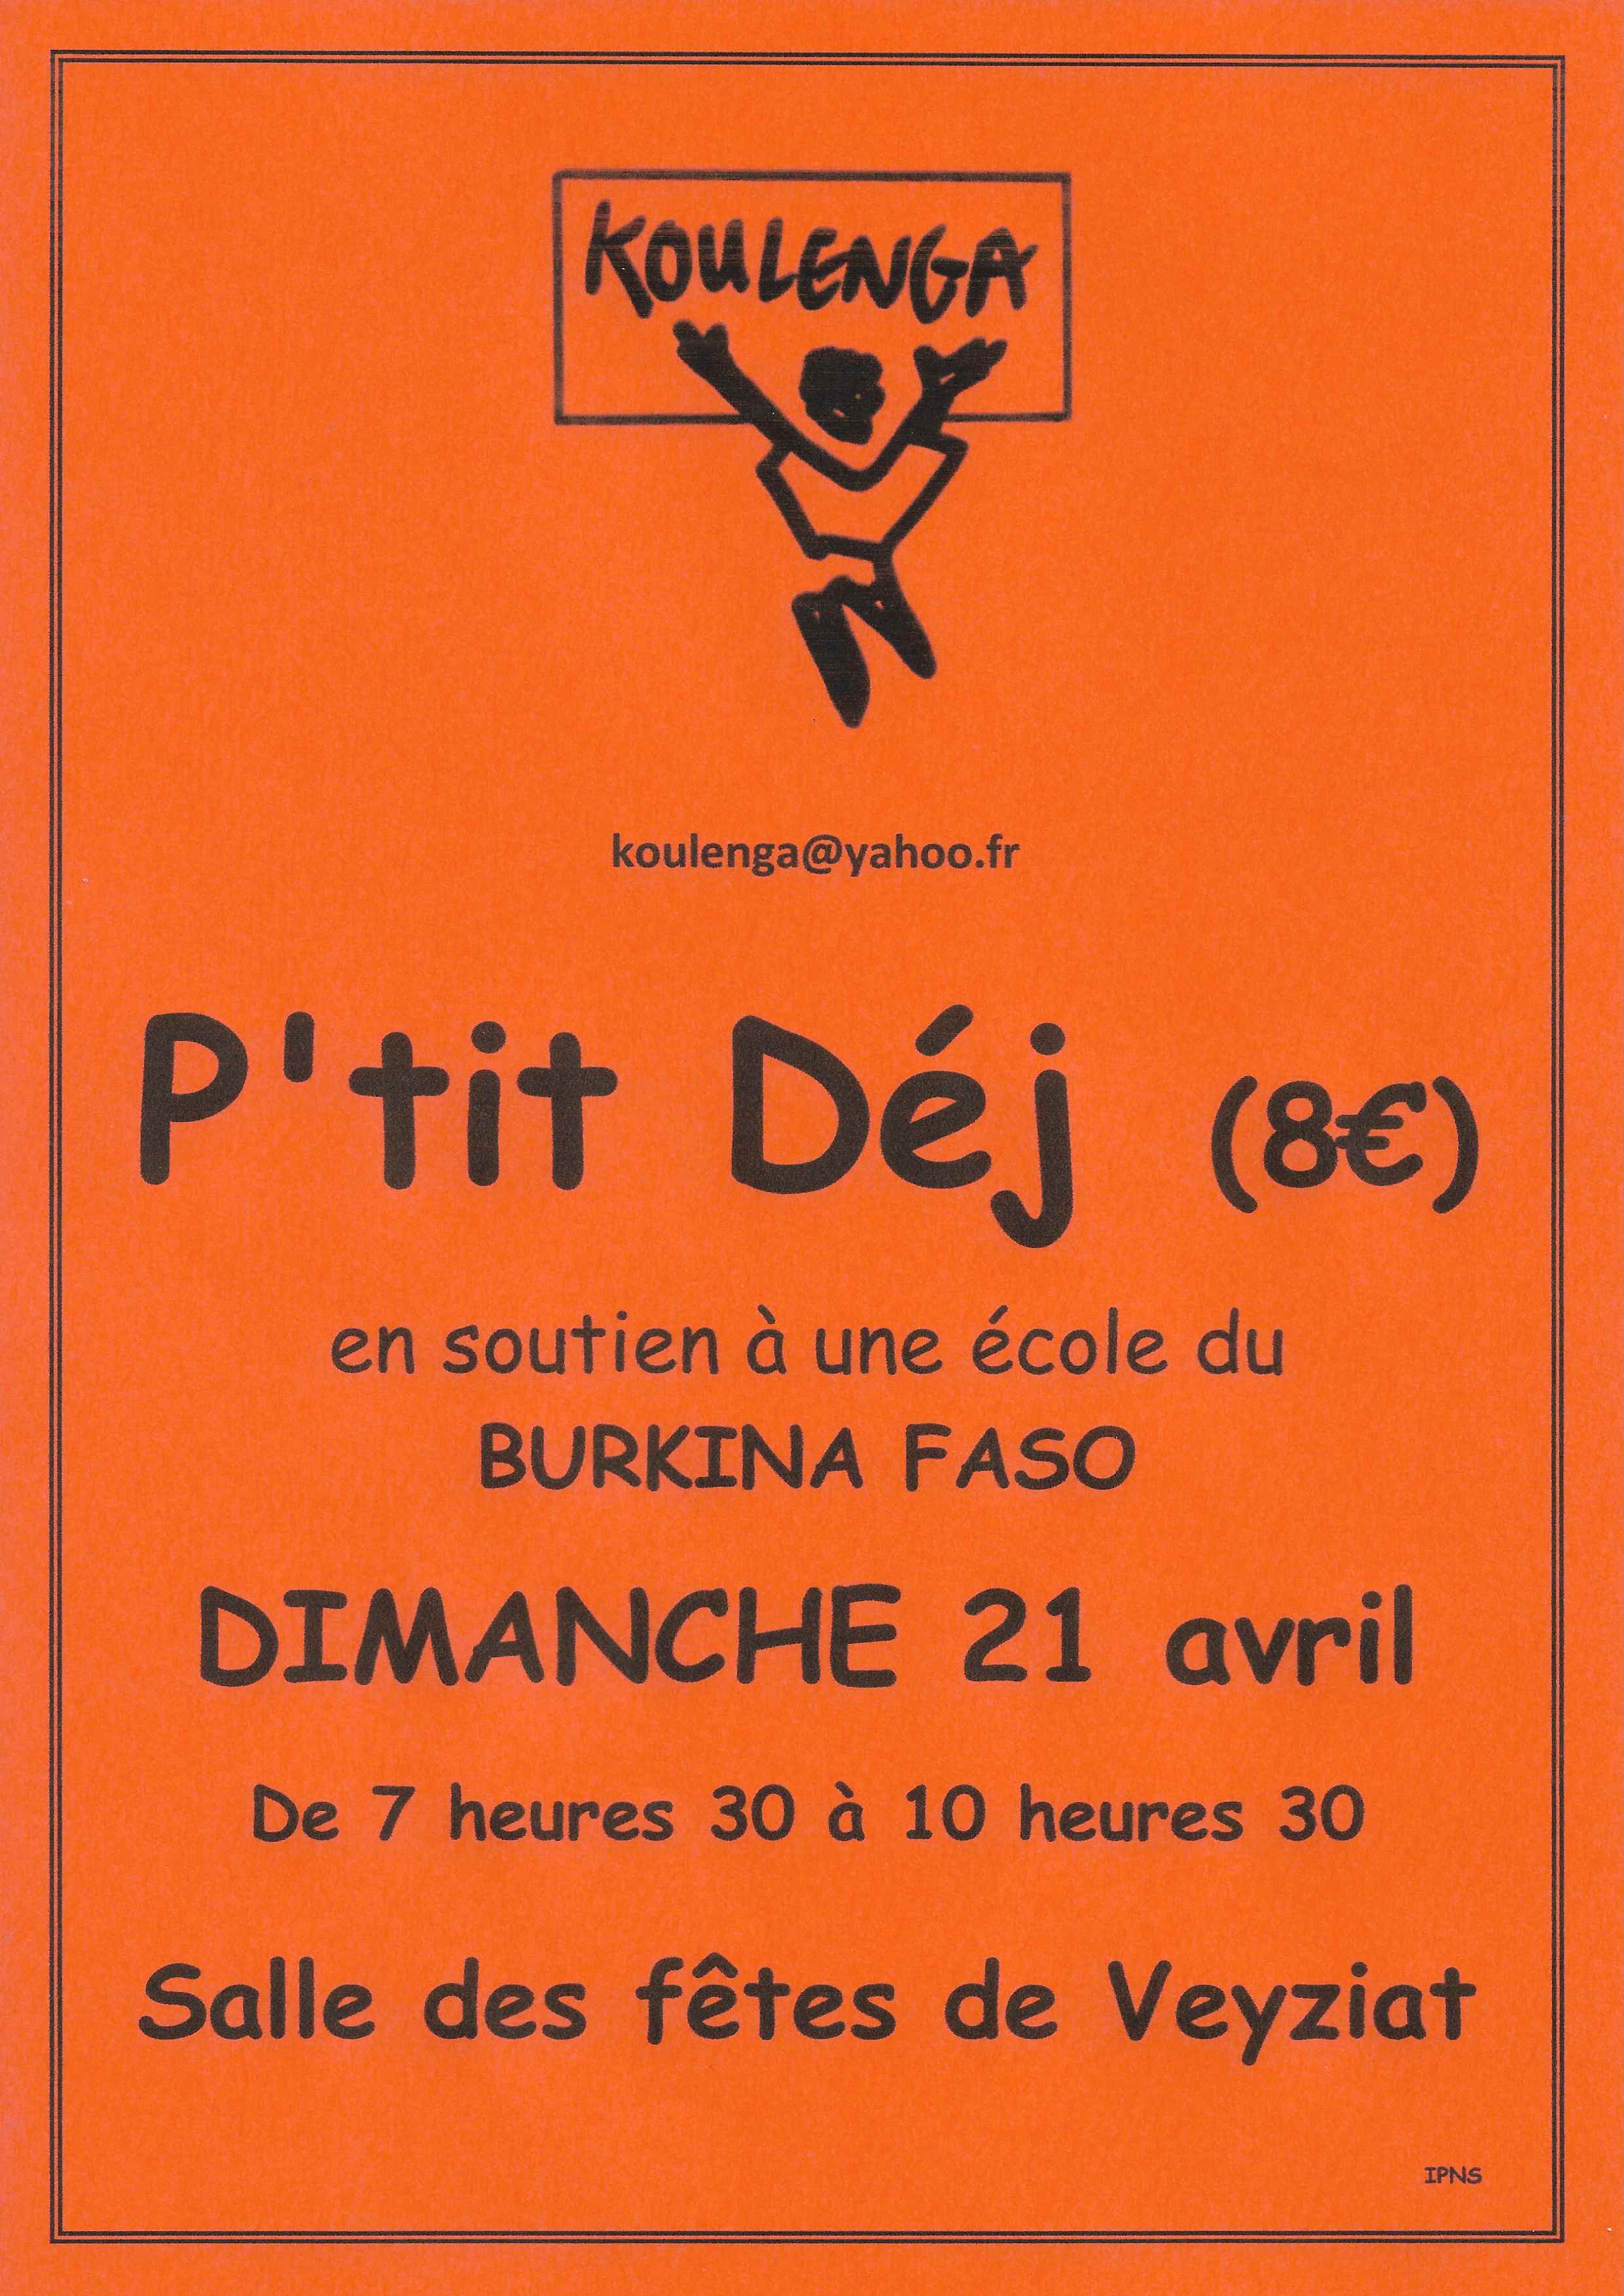 KOULENGA
koulenga@yahoo.fr
P'tit Déj (8€)
en soutien à une école du
BURKINA FASO
DIMANCHE 21 avril
De 7 heures 30 à 10 heures 30
Salle des fêtes de Veyziat
IPNS